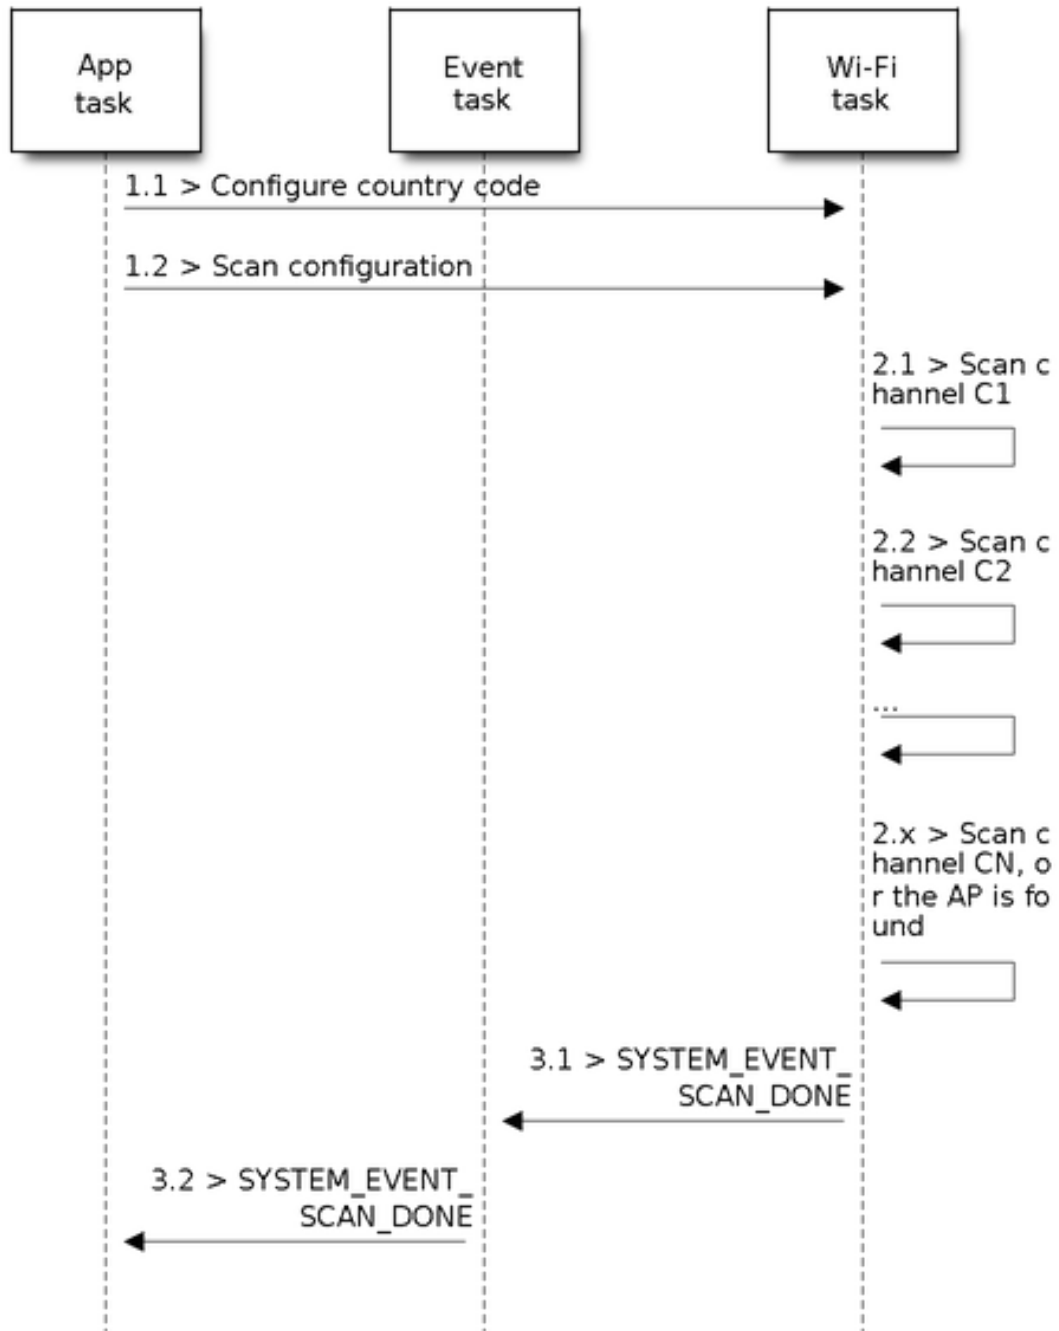 App
task
Event
task
Wi-Fi
task
1.1 > Configure country code
1.2 > Scan configuration
2.1 > Scan c
hannel C1
2.2 > Scan c
hannel C2
...
2.x > Scan c
hannel CN, o
r the AP is fo
und
3.1 > SYSTEM_EVENT_
SCAN_DONE
3.2 > SYSTEM_EVENT_
SCAN_DONE